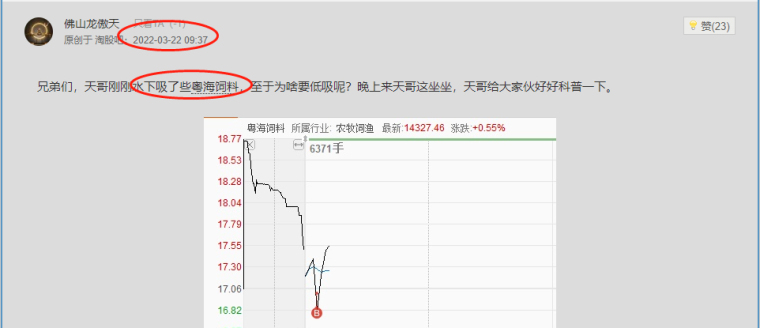 佛山龙傲天 只看TA (-7)
赞(23)
原创于 淘股吧: 2022-03-22 09:37
兄弟们，天哥刚刚水下吸了些粤海饲料，至于为啥要低吸呢？晚上来天哥这坐坐，天哥给大家伙好好科普一下。
粤海饲料 所属行业: 农牧饲渔 最新:14327.46 涨跌:+0.55%
18.77
6371手
18.53
18.28
18.04
17.79
17.55
17.30
17.06
16.82
B